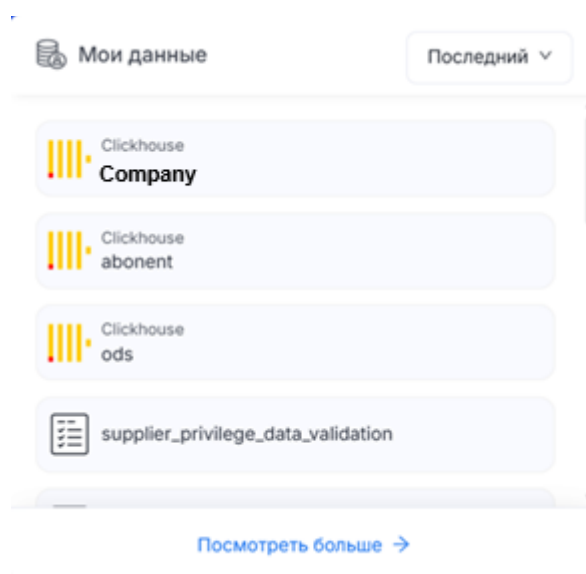 Мои данные
Последний
Clickhouse
Company
Clickhouse
abonent
Clickhouse
ods
supplier_privilege_data_validation
Посмотреть больше →